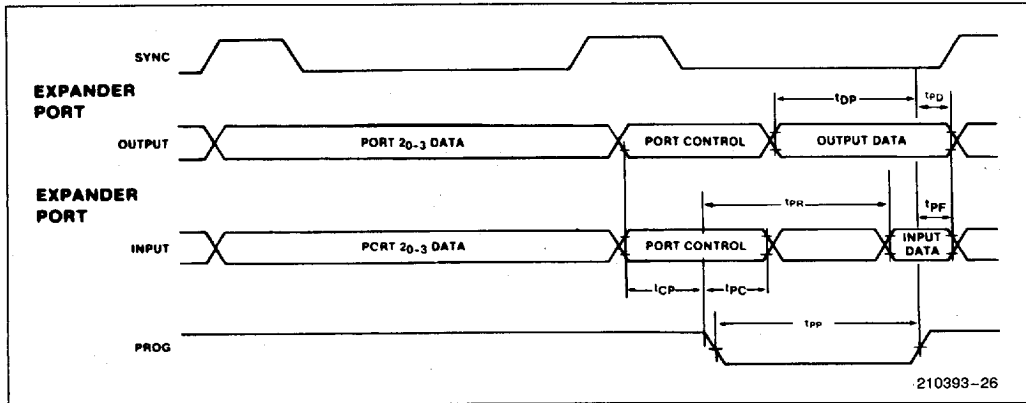 SYNC
EXPANDER
PORT
tDP
tPD
OUTPUT
PORT 20-3 DATA
PORT CONTROL
OUTPUT DATA
EXPANDER
PORT
tPR
tPF
INPUT
PCRT 20-3 DATA
PORT CONTROL
INPUT
DATA
tCP
tPC
tPP
PROG
210393-26